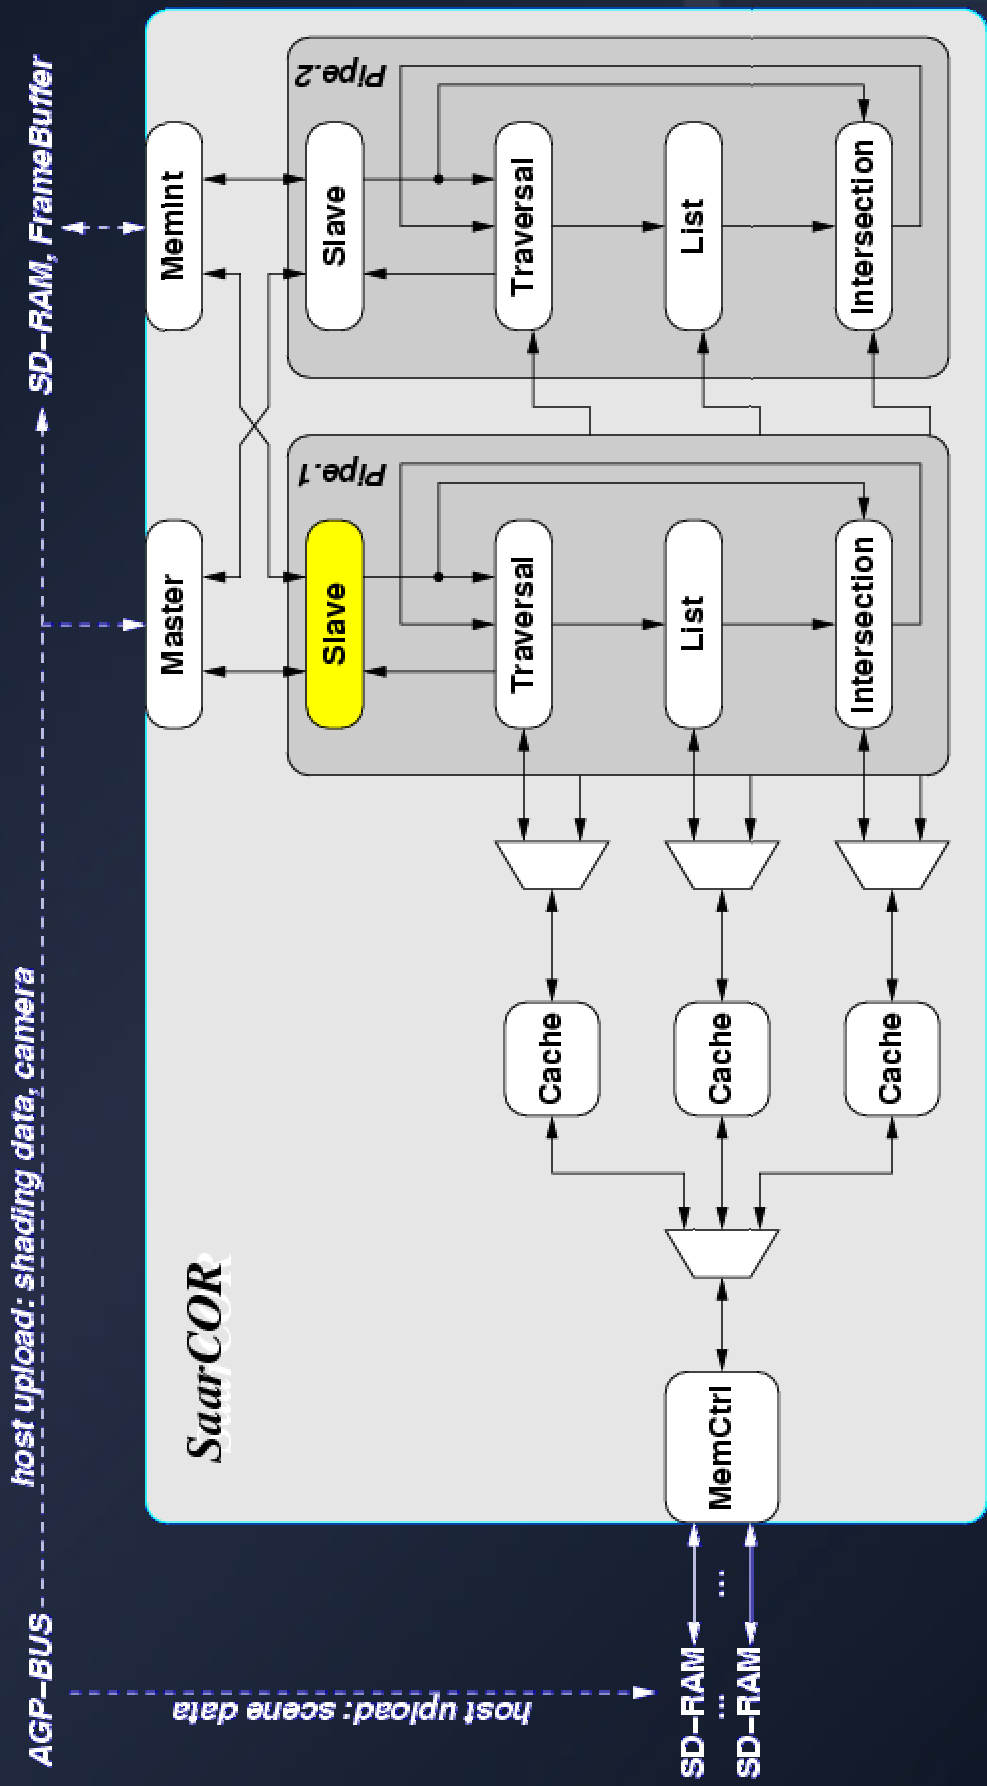 AGP-BUS
host upload: shading data, camera
SD-RAM, FrameBuffer
SaarCOR
Master
MemInt
Pipe.1
Slave
Traversal
List
Intersection
Pipe.2
Slave
Traversal
List
Intersection
Cache
Cache
Cache
MemCtrl
host upload: scene data
SD-RAM
...
...
SD-RAM